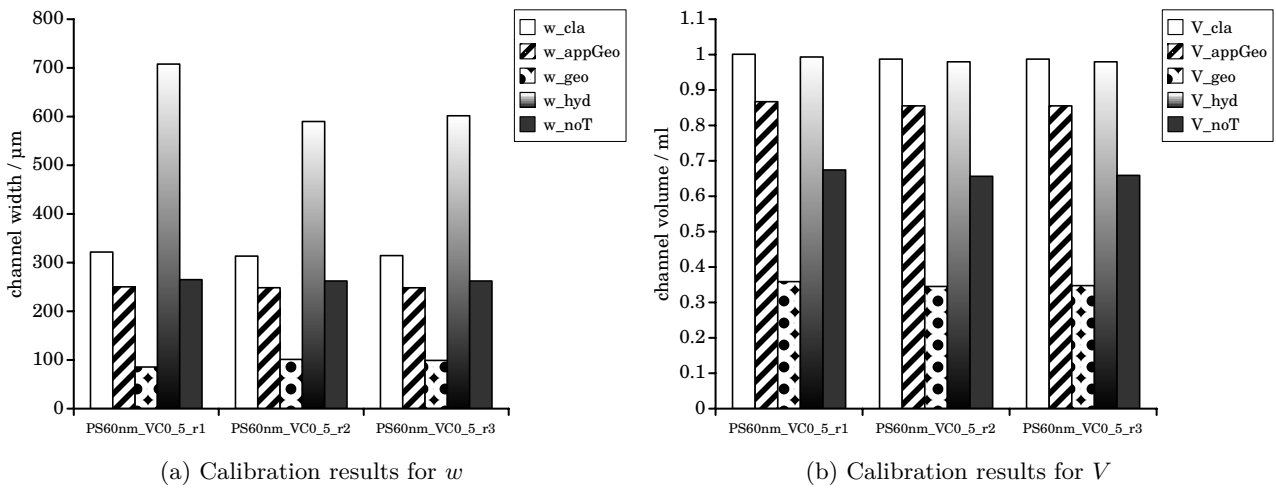 800
700
600
500
400
300
200
100
0
channel width / µm
PS60nm_VC0_5_r1
PS60nm_VC0_5_r2
PS60nm_VC0_5_r3
w_cla
w_appGeo
w_geo
w_hyd
w_noT
(a) Calibration results for w
1.1
1
0.9
0.8
0.7
0.6
0.5
0.4
0.3
0.2
0.1
0
channel volume / ml
PS60nm_VC0_5_r1
PS60nm_VC0_5_r2
PS60nm_VC0_5_r3
V_cla
V_appGeo
V_geo
V_hyd
V_noT
(b) Calibration results for V